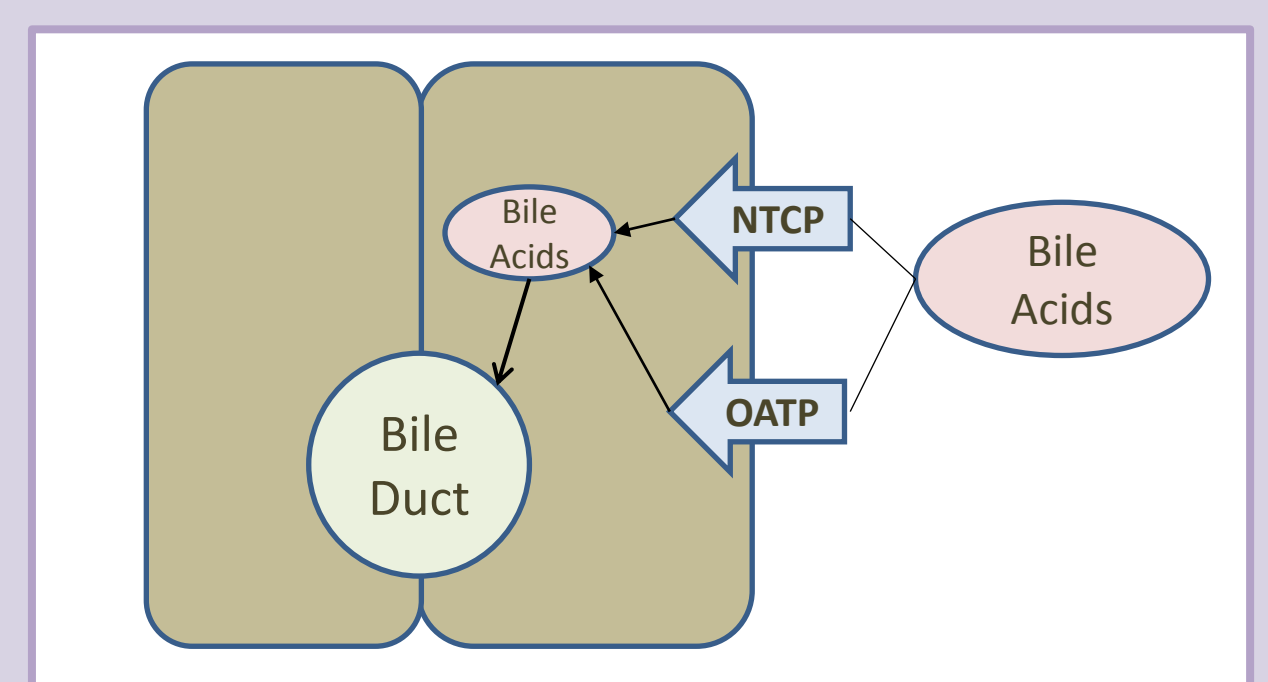 Bile
Acids
NTCP
Bile
Acids
OATP
Bile
Duct